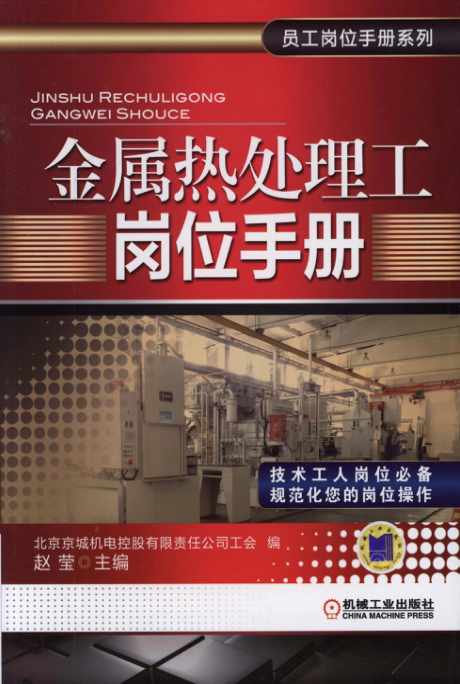 员工岗位手册系列
JINSHU RECHULIGONG
GANGWEI SHOUCE
金属热处理工
岗位手册
技术工人岗位必备
规范化您的岗位操作
北京京城机电控股有限责任公司工会 编
赵 莹 主编
机械工业出版社
CHINA MACHINE PRESS